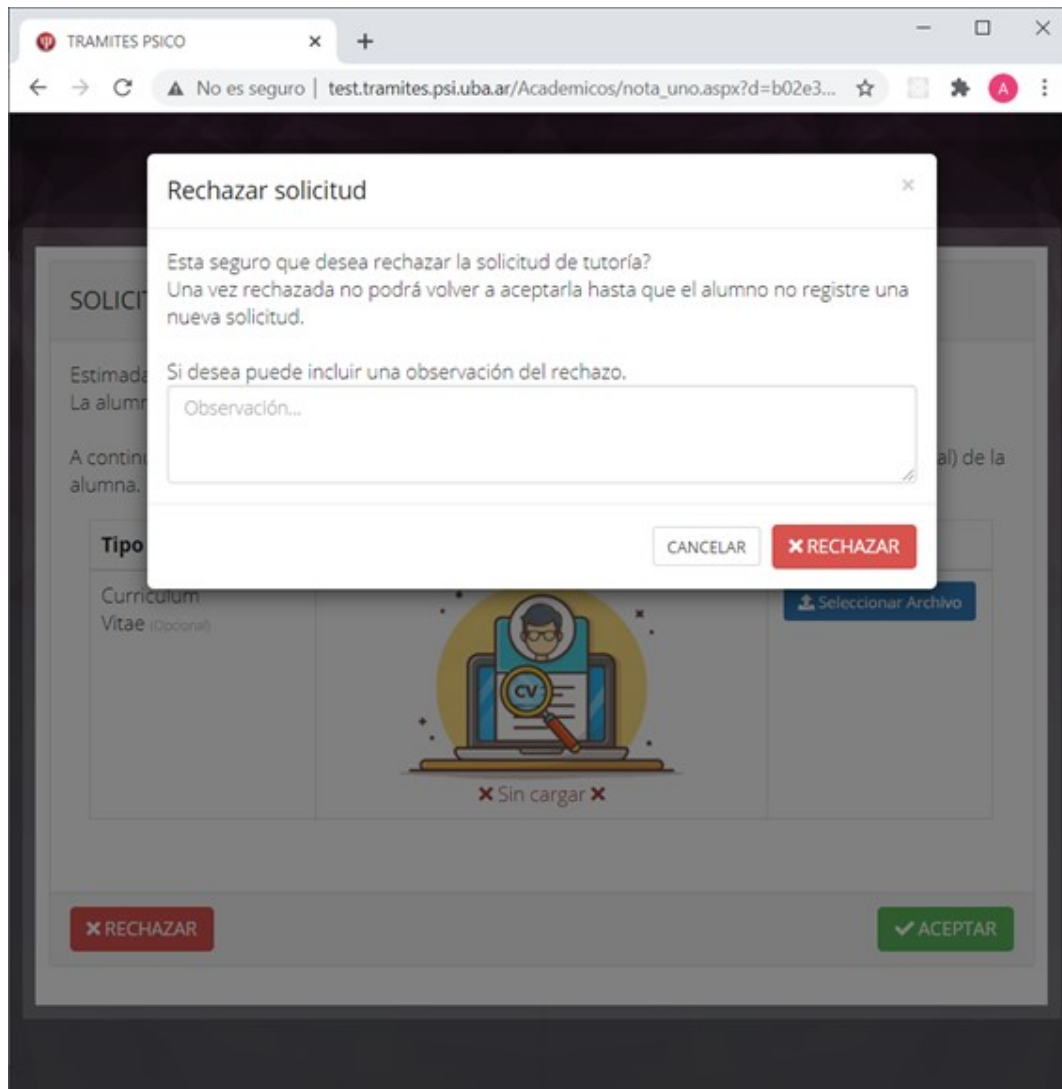 TRAMITES PSICO
No es seguro | test.tramites.psi.uba.ar/Academicos/nota_uno.aspx?d=b02e3...
A
Rechazar solicitud
Esta seguro que desea rechazar la solicitud de tutoría?
Una vez rechazada no podrá volver a aceptarla hasta que el alumno no registre una
nueva solicitud.
Si desea puede incluir una observación del rechazo.
Observación...
CANCELAR
RECHAZAR
SOLICIT
Estimada
La alumn
A continu al) de la
alumna.
Tipo
Curriculum
Vitae (Opcional)
CV
Sin cargar
Seleccionar Archivo
RECHAZAR
ACEPTAR